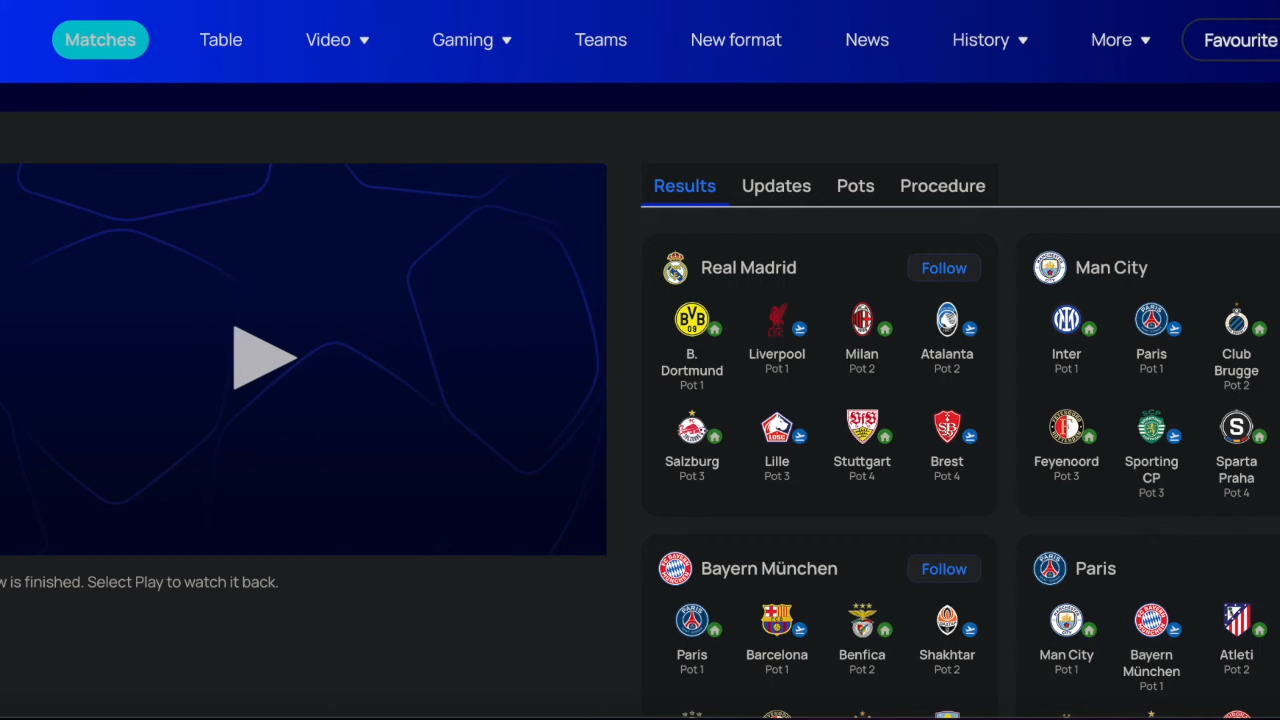 Matches Table Video Gaming Teams New format News History More Favourite
Results Updates Pots Procedure
Real Madrid Follow
B. Dortmund Pot 1
Liverpool Pot 1
Milan Pot 2
Atalanta Pot 2
Salzburg Pot 3
Lille Pot 3
Stuttgart Pot 4
Brest Pot 4
Man City
Inter Pot 1
Paris Pot 1
Club Brugge Pot 2
Feyenoord Pot 3
Sporting CP Pot 3
Sparta Praha Pot 4
w is finished. Select Play to watch it back.
Bayern München Follow
Paris Pot 1
Barcelona Pot 1
Benfica Pot 2
Shakhtar Pot 2
Paris
Man City Pot 1
Bayern München Pot 1
Atleti Pot 2